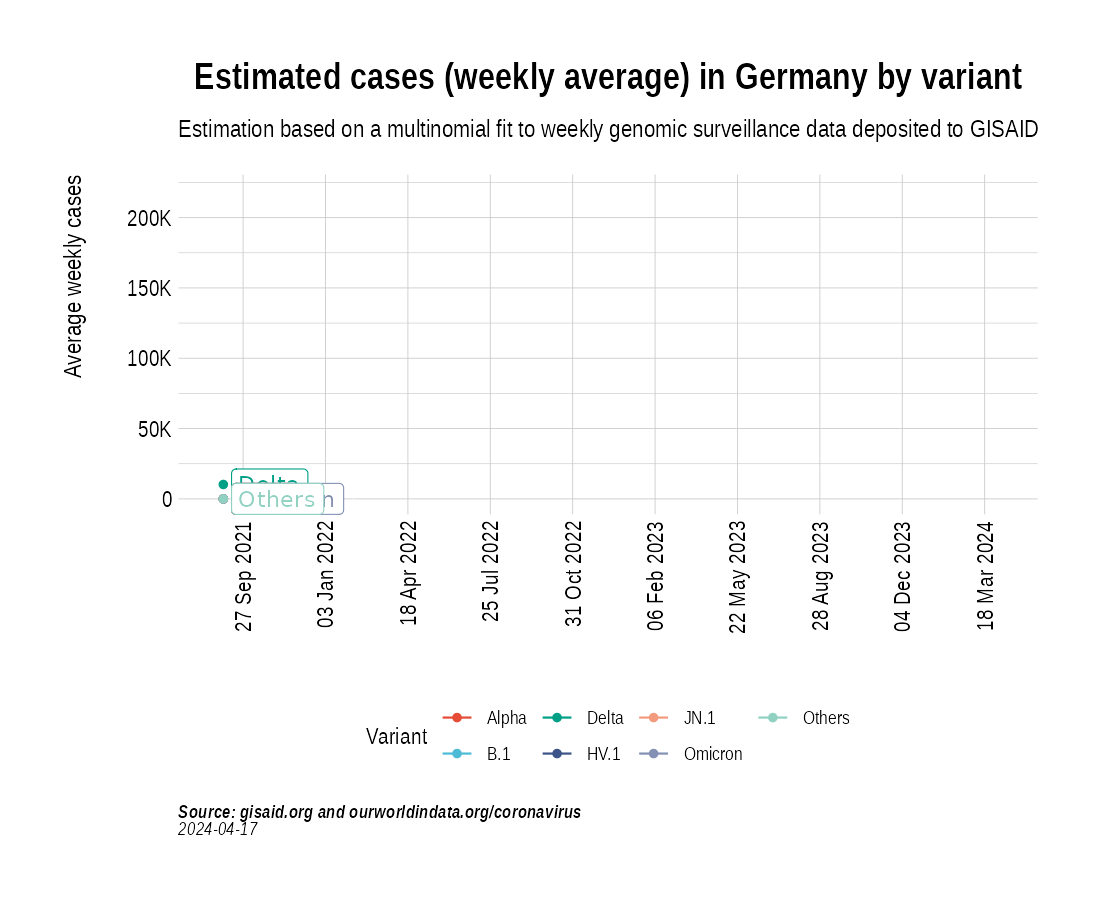 Estimated cases (weekly average) in Germany by variant
Estimation based on a multinomial fit to weekly genomic surveillance data deposited to GISAID
Average weekly cases
200K
150K
100K
50K
0
Delta
Others
n
27 Sep 2021
03 Jan 2022
18 Apr 2022
25 Jul 2022
31 Oct 2022
06 Feb 2023
22 May 2023
28 Aug 2023
04 Dec 2023
18 Mar 2024
Variant
Alpha
Delta
JN.1
Others
B.1
HV.1
Omicron
Source: gisaid.org and ourworldindata.org/coronavirus
2024-04-17